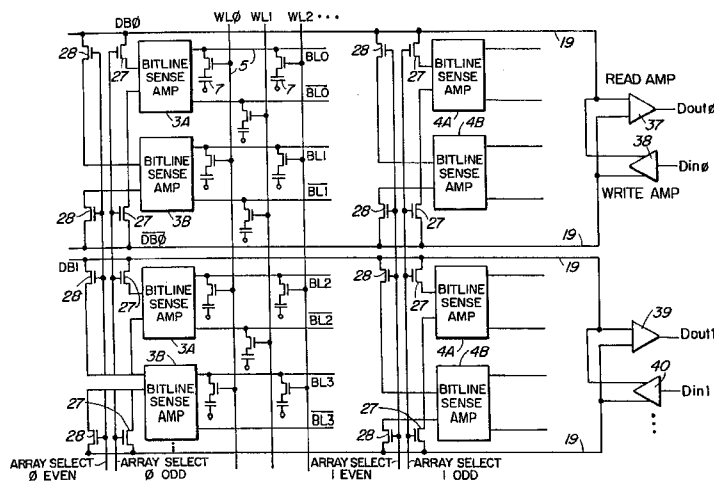 WLØ WL1 WL2 ···
DBØ
28
27
BITLINE SENSE AMP
3A
5
7
7
BLO
BLO
28
27
BITLINE SENSE AMP
4A
4B
19
READ AMP
DoutØ
37
38
DinØ
WRITE AMP
BITLINE SENSE AMP
3B
BL1
BL1
28
27
DBØ
BITLINE SENSE AMP
28
27
19
DB1
28
27
BITLINE SENSE AMP
3A
3B
BL2
BL2
28
27
BITLINE SENSE AMP
4A
4B
19
39
Dout1
40
Din1
BITLINE SENSE AMP
BL3
BL3
27
28
BITLINE SENSE AMP
27
28
19
ARRAY SELECT Ø EVEN
ARRAY SELECT Ø ODD
ARRAY SELECT 1 EVEN
ARRAY SELECT 1 ODD